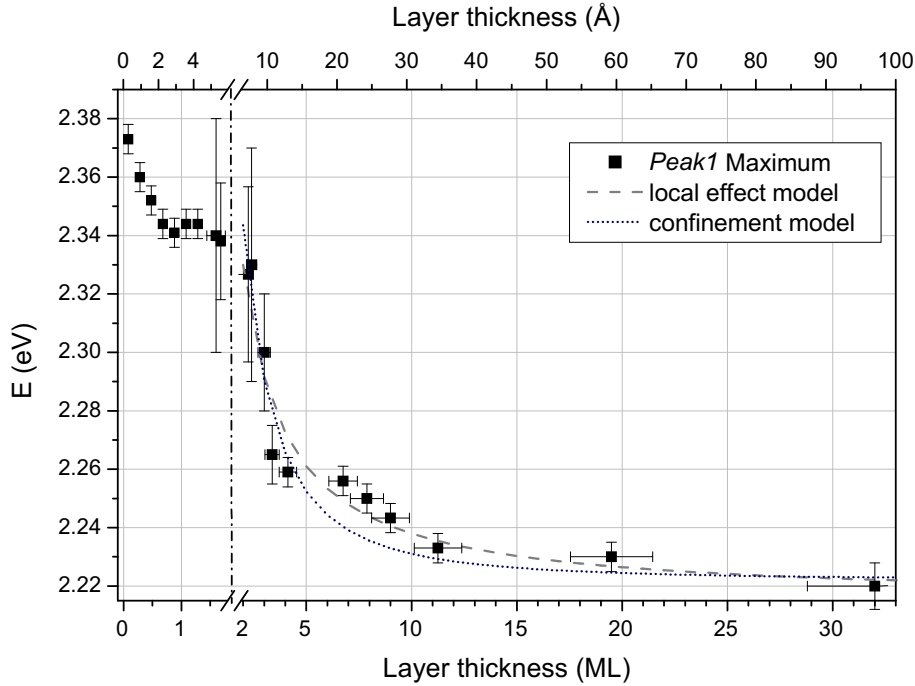 Layer thickness (Å)
0 2 4 10 20 30 40 50 60 70 80 90 100
2.38
2.36
2.34
2.32
2.30
2.28
2.26
2.24
2.22
E (eV)
Peak1 Maximum
local effect model
confinement model
0 1 2 5 10 15 20 25 30
Layer thickness (ML)